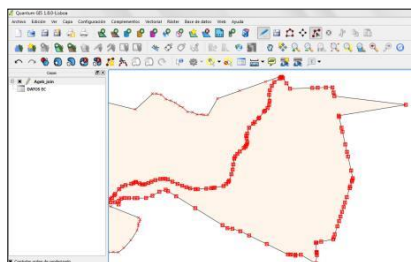 Quantum GIS 1.8.0-Lisboa
Archivo Edición Ver Capa Configuración Complementos Vectorial Ráster Base de datos Web Ayuda
Capas
DATOS EC